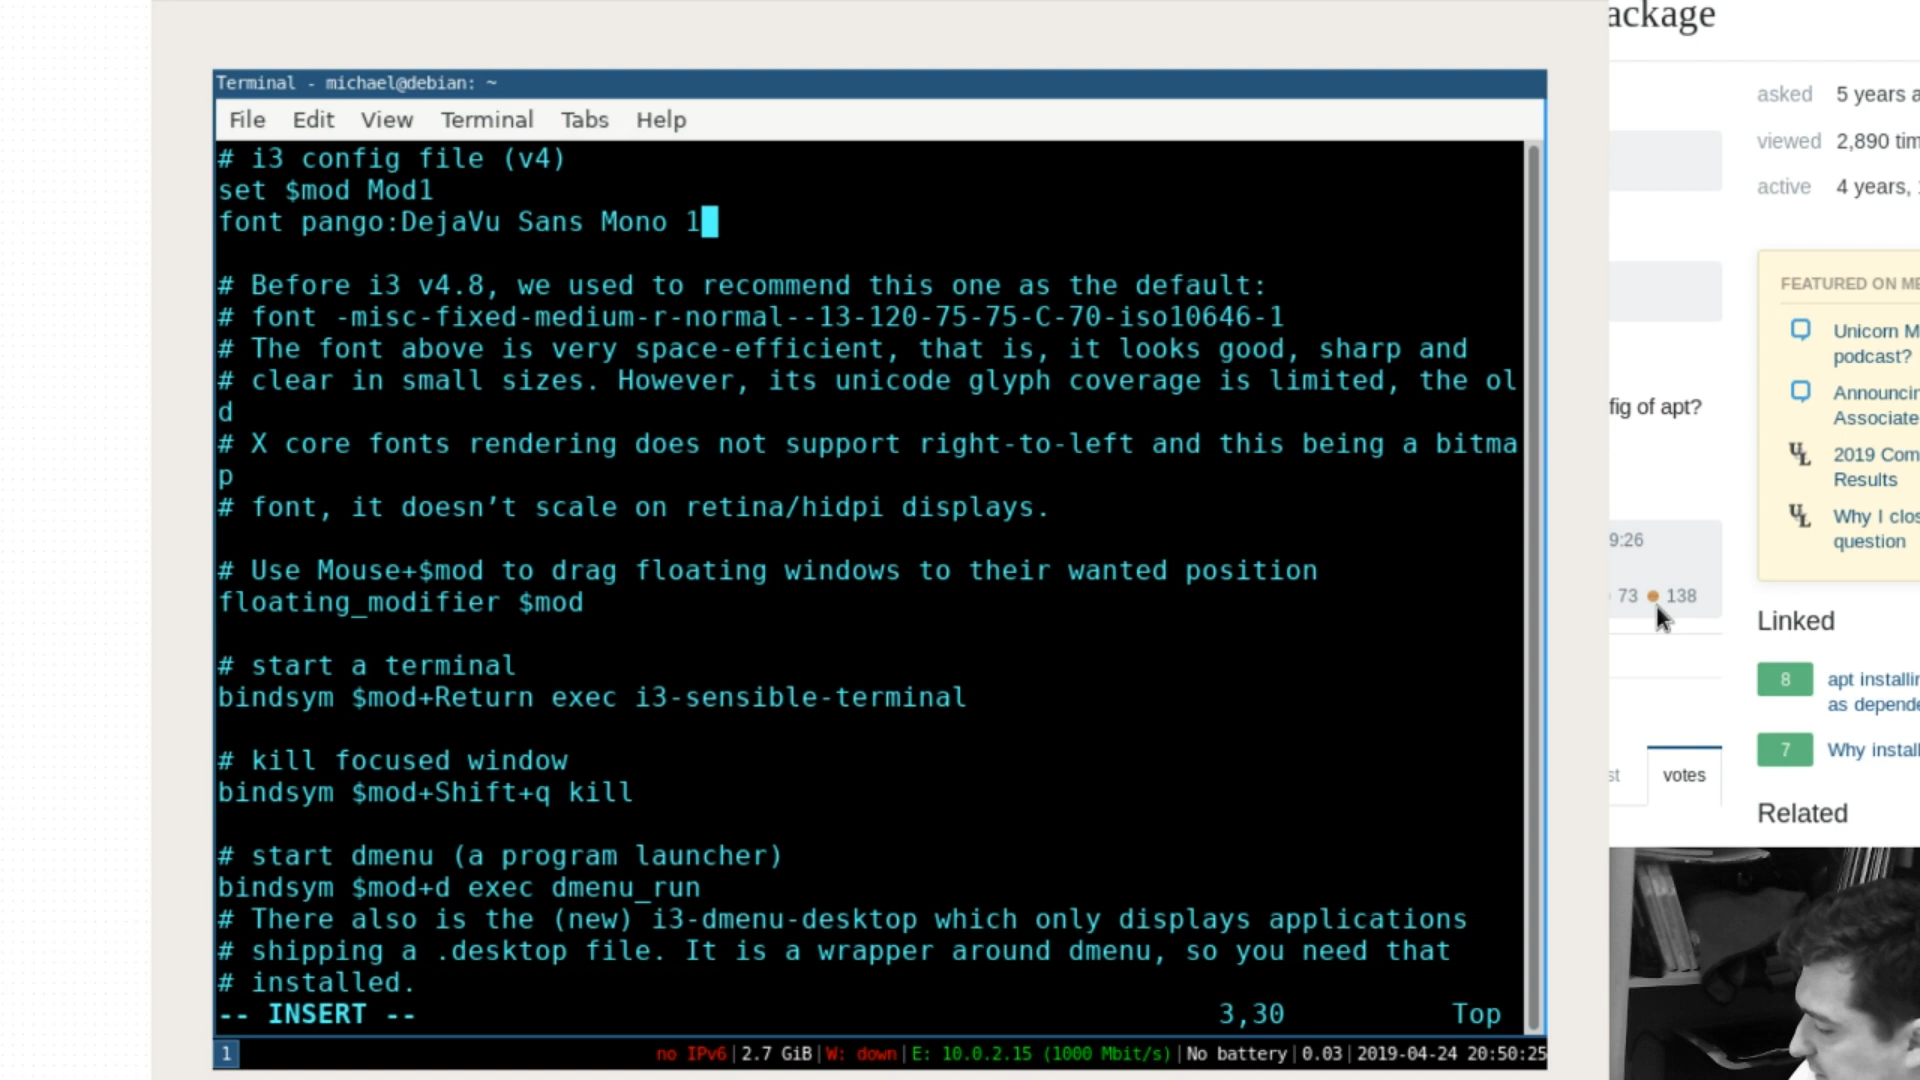 Terminal - michael@debian: ~
File Edit View Terminal Tabs Help
# i3 config file (v4)
set $mod Mod1
font pango:DejaVu Sans Mono 1

# Before i3 v4.8, we used to recommend this one as the default:
# font -misc-fixed-medium-r-normal--13-120-75-75-C-70-iso10646-1
# The font above is very space-efficient, that is, it looks good, sharp and
# clear in small sizes. However, its unicode glyph coverage is limited, the ol
d
# X core fonts rendering does not support right-to-left and this being a bitma
p
# font, it doesn’t scale on retina/hidpi displays.

# Use Mouse+$mod to drag floating windows to their wanted position
floating_modifier $mod

# start a terminal
bindsym $mod+Return exec i3-sensible-terminal

# kill focused window
bindsym $mod+Shift+q kill

# start dmenu (a program launcher)
bindsym $mod+d exec dmenu_run
# There also is the (new) i3-dmenu-desktop which only displays applications
# shipping a .desktop file. It is a wrapper around dmenu, so you need that
# installed.
-- INSERT -- 3,30 Top
1 no IPv6|2.7 GiB|W: down|E: 10.0.2.15 (1000 Mbit/s)|No battery|0.03|2019-04-24 20:50:25
ackage
asked 5 years a
viewed 2,890 tim
active 4 years,
FEATURED ON ME
Unicorn M
podcast?
Announcin
Associate
2019 Com
Results
Why I clos
question
fig of apt?
9:26
73 138
Linked
8 apt installin
as depende
7 Why install
st votes
Related